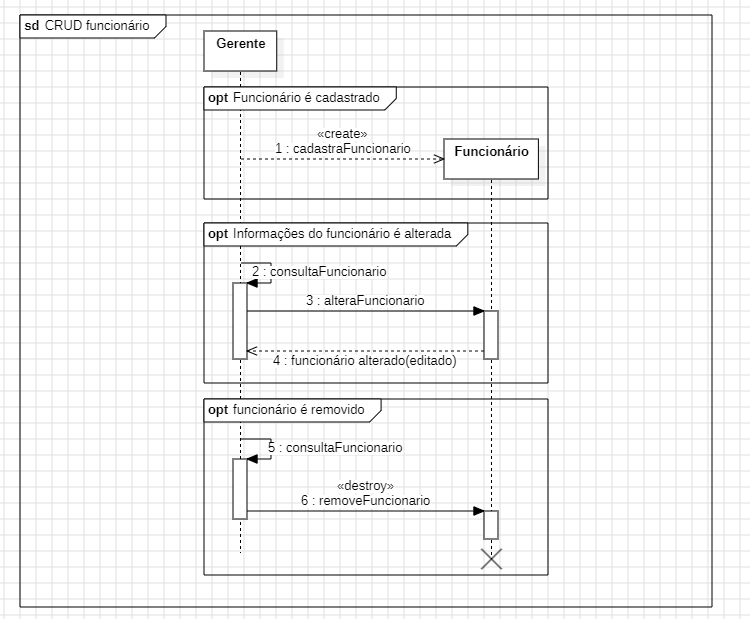 sd CRUD funcionário
Gerente
opt Funcionário é cadastrado
«create»
1 : cadastraFuncionario
Funcionário
opt Informações do funcionário é alterada
2 : consultaFuncionario
3 : alteraFuncionario
4 : funcionário alterado(editado)
opt funcionário é removido
5 : consultaFuncionario
«destroy»
6 : removeFuncionario